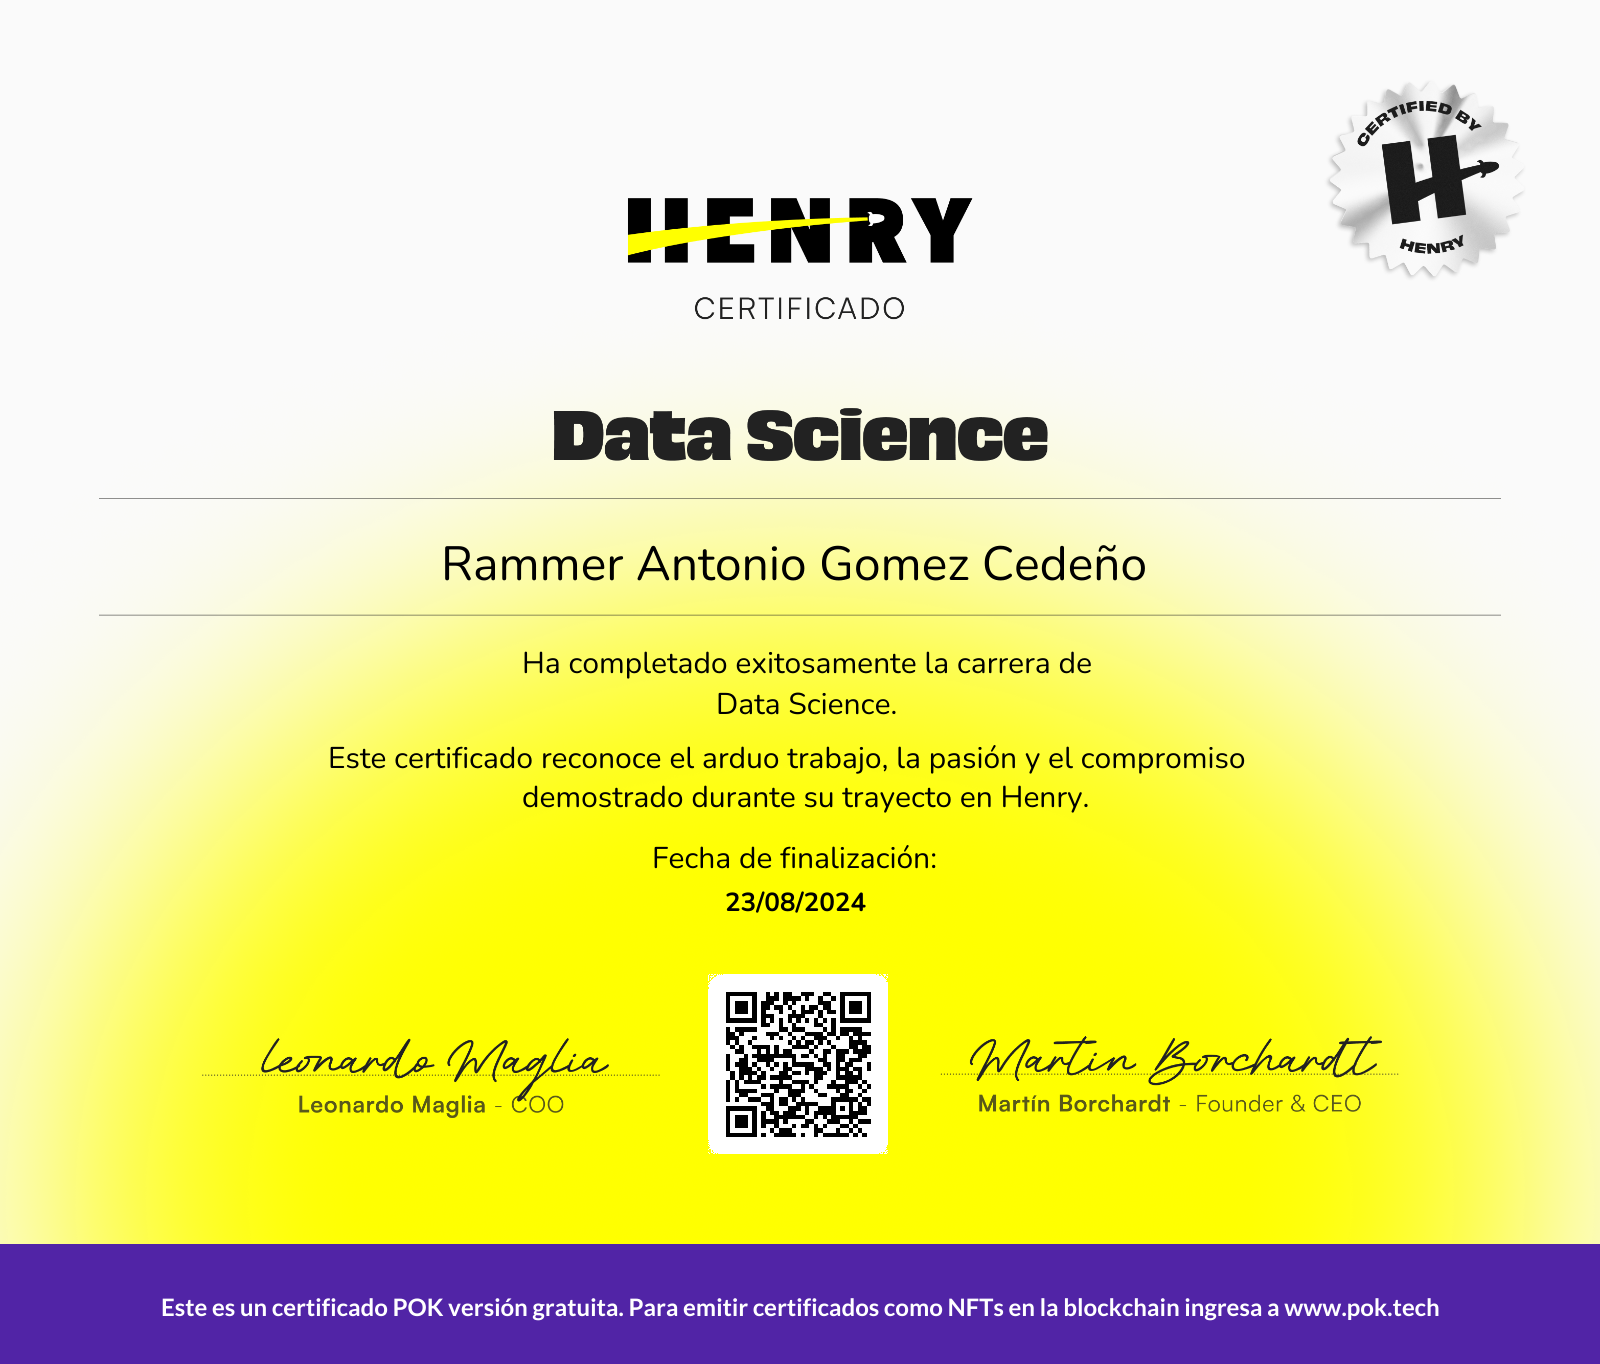 CERTIFIED BY
H
HENRY
HENRY
CERTIFICADO
Data Science
Rammer Antonio Gomez Cedeño
Ha completado exitosamente la carrera de
Data Science.
Este certificado reconoce el arduo trabajo, la pasión y el compromiso
demostrado durante su trayecto en Henry.
Fecha de finalización:
23/08/2024
Leonardo Maglia
Leonardo Maglia - COO
Martin Borchardt
Martín Borchardt - Founder & CEO
Este es un certificado POK versión gratuita. Para emitir certificados como NFTs en la blockchain ingresa a www.pok.tech